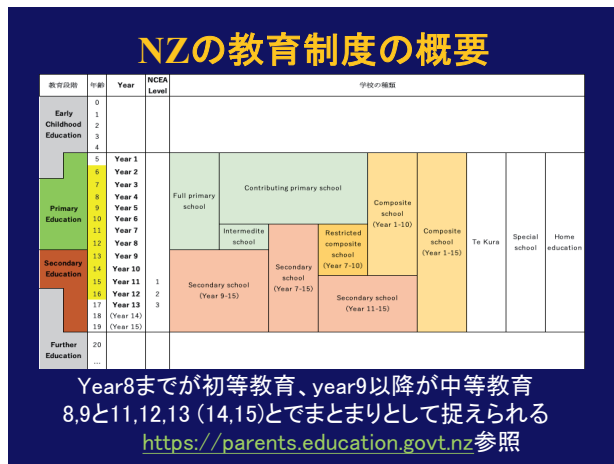 NZの教育制度の概要
教育段階 年齢 Year NCEA Level 学校の種類
Early Childhood Education
0
1
2
3
4
Primary Education
5 Year 1
6 Year 2
7 Year 3
8 Year 4
9 Year 5
10 Year 6
11 Year 7
12 Year 8
Secondary Education
13 Year 9
14 Year 10
15 Year 11 1
16 Year 12 2
17 Year 13 3
18 (Year 14)
19 (Year 15)
Further Education
20
...
Full primary school
Contributing primary school
Intermedite school
Secondary school (Year 9-15)
Secondary school (Year 7-15)
Restricted composite school (Year 7-10)
Composite school (Year 1-10)
Secondary school (Year 11-15)
Composite school (Year 1-15)
Te Kura
Special school
Home education
Year8までが初等教育、year9以降が中等教育
8,9と11,12,13 (14,15)とでまとまりとして捉えられる
https://parents.education.govt.nz参照